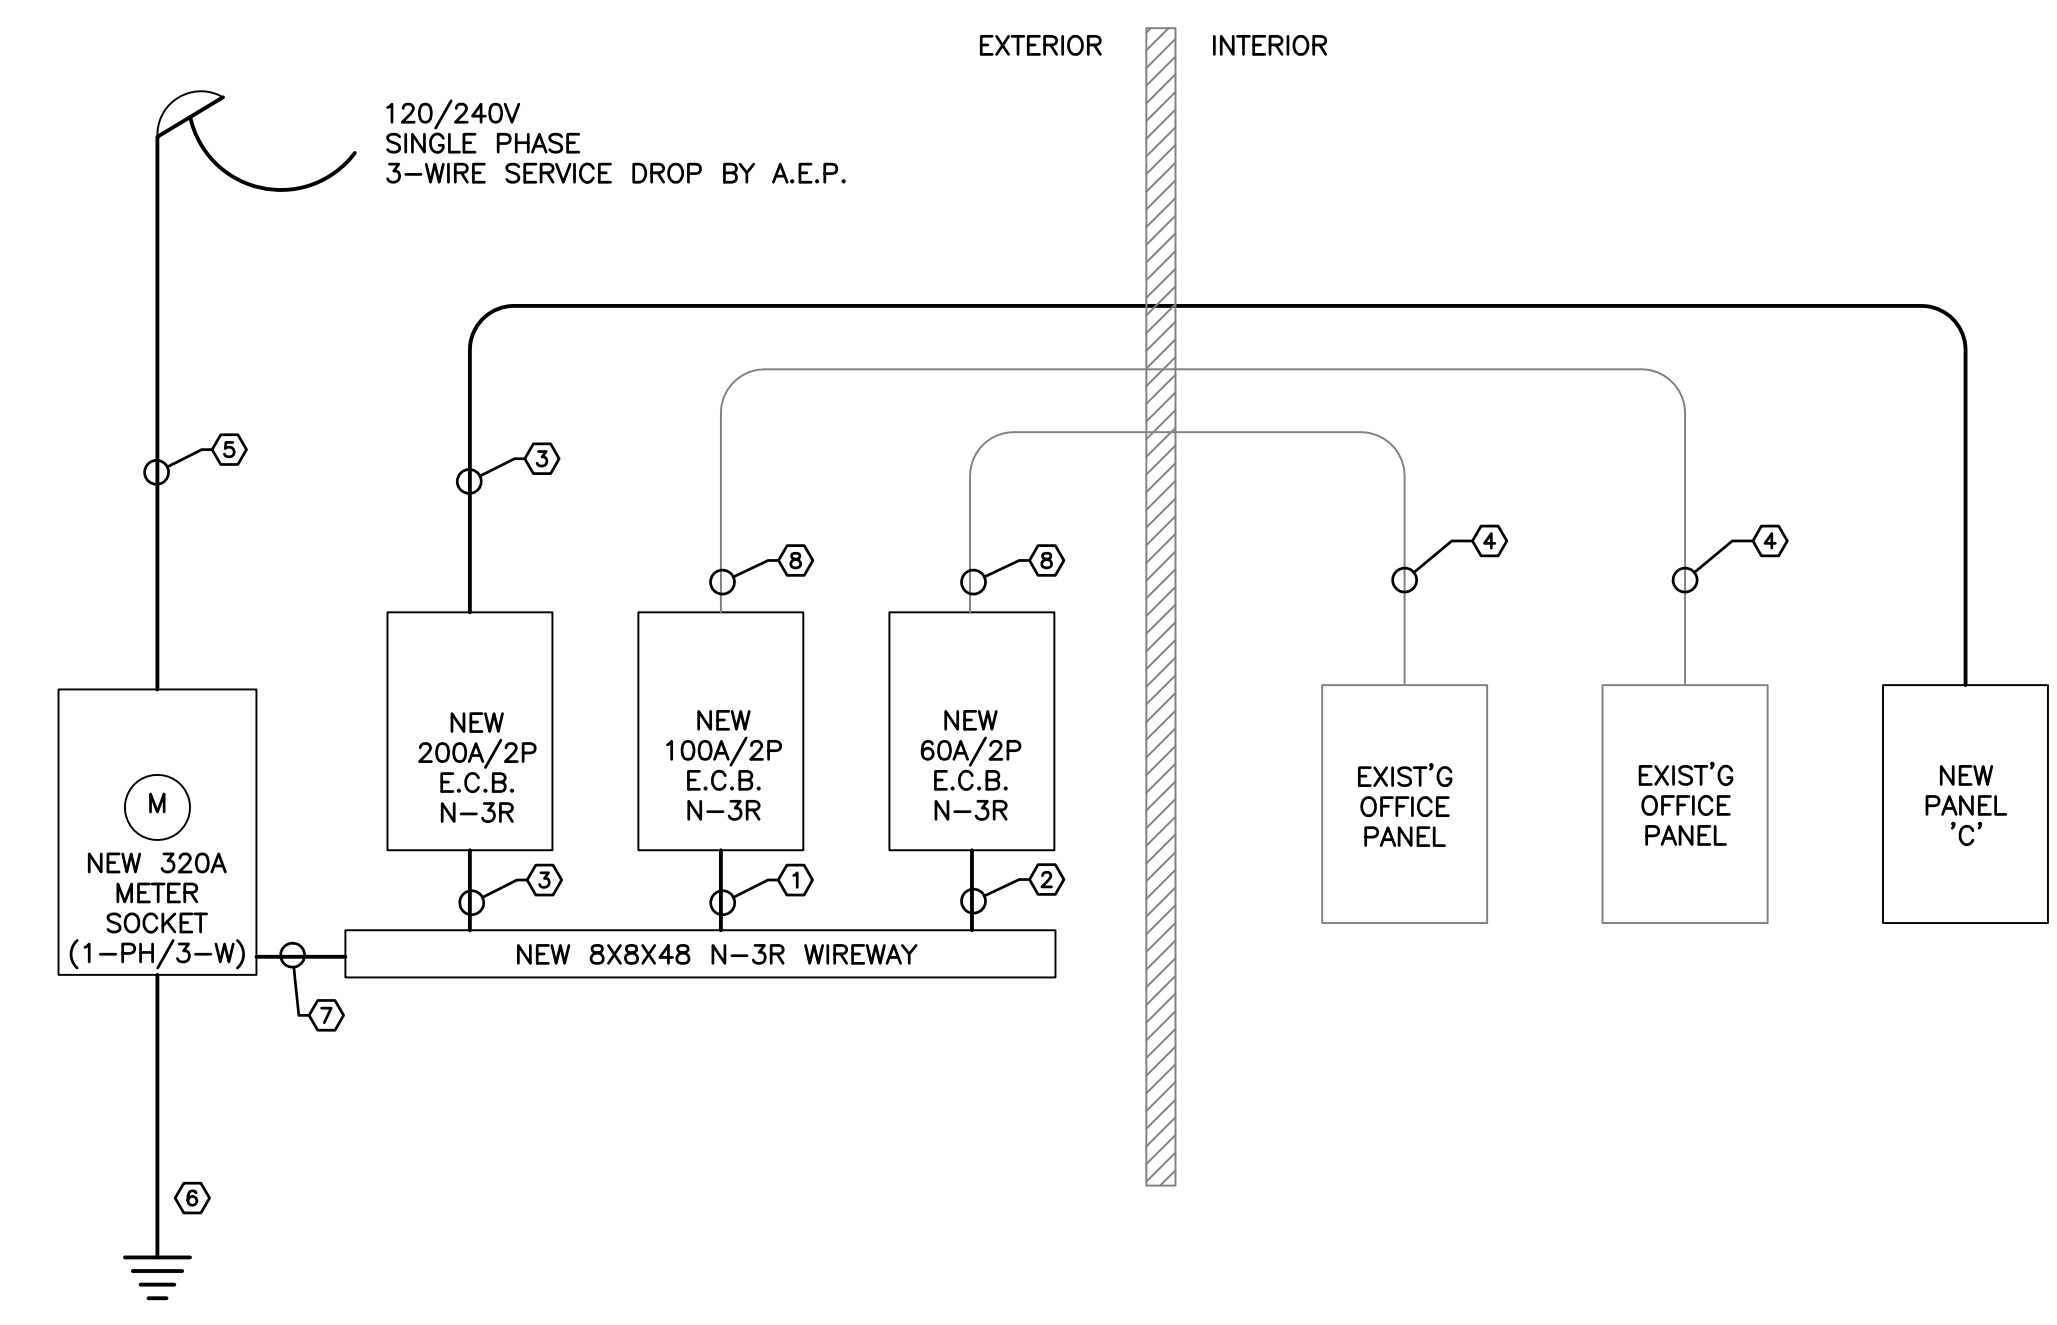 EXTERIOR
INTERIOR
120/240V
SINGLE PHASE
3-WIRE SERVICE DROP BY A.E.P.
5
3
8
8
4
4
NEW
200A/2P
E.C.B.
N-3R
NEW
100A/2P
E.C.B.
N-3R
NEW
60A/2P
E.C.B.
N-3R
EXIST'G
OFFICE
PANEL
EXIST'G
OFFICE
PANEL
NEW
PANEL
'C'
M
NEW 320A
METER
SOCKET
(1-PH/3-W)
3
1
2
NEW 8X8X48 N-3R WIREWAY
7
6